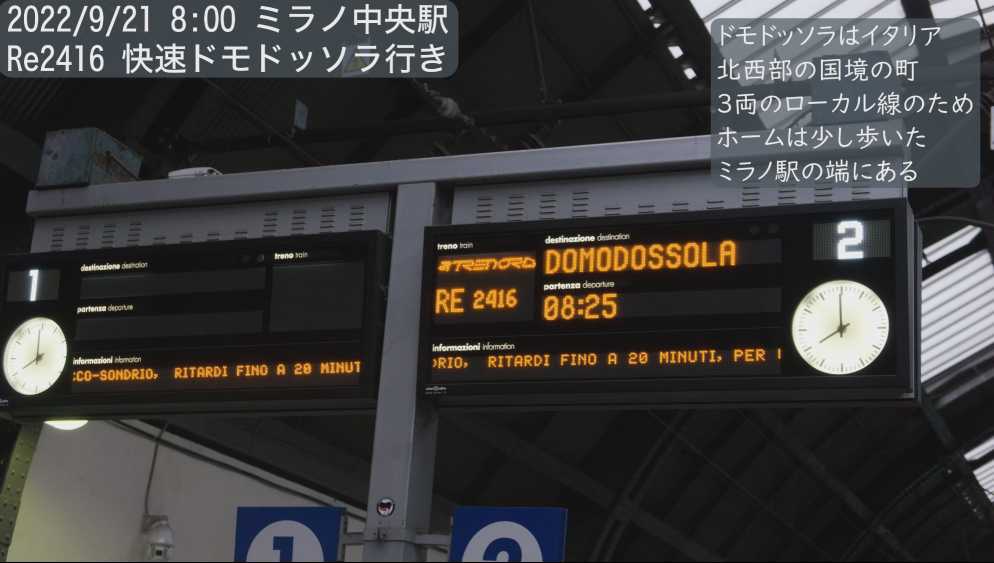 2022/9/21 8:00 ミラノ中央駅
Re2416 快速ドモドッソラ行き
ドモドッソラはイタリア
北西部の国境の町
3両のローカル線のため
ホームは少し歩いた
ミラノ駅の端にある
1
destinazione destination
treno train
partenza departure
informazioni information
CCO-SONDRIO, RITARDI FINO A 20 MINUT
treno train
destinazione destination
2
TRENORD
DOMODOSSOLA
partenza departure
RE 2416
08:25
informazioni information
DRIO, RITARDI FINO A 20 MINUTI, PER
1
2